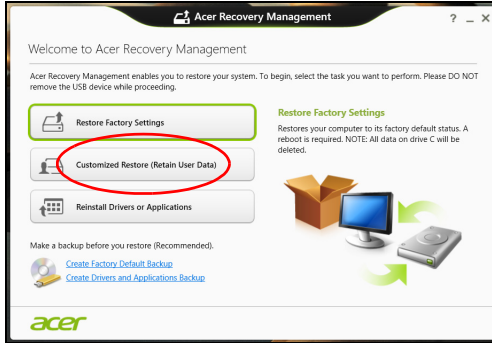 Acer Recovery Management
? _ ×
Welcome to Acer Recovery Management
Acer Recovery Management enables you to restore your system. To begin, select the task you want to perform. Please DO NOT
remove the USB device while proceeding.
Restore Factory Settings
Customized Restore (Retain User Data)
Reinstall Drivers or Applications
Restore Factory Settings
Restores your computer to its factory default status. A
reboot is required. NOTE: All data on drive C will be
deleted.
Make a backup before you restore (Recommended).
Create Factory Default Backup
Create Drivers and Applications Backup
acer